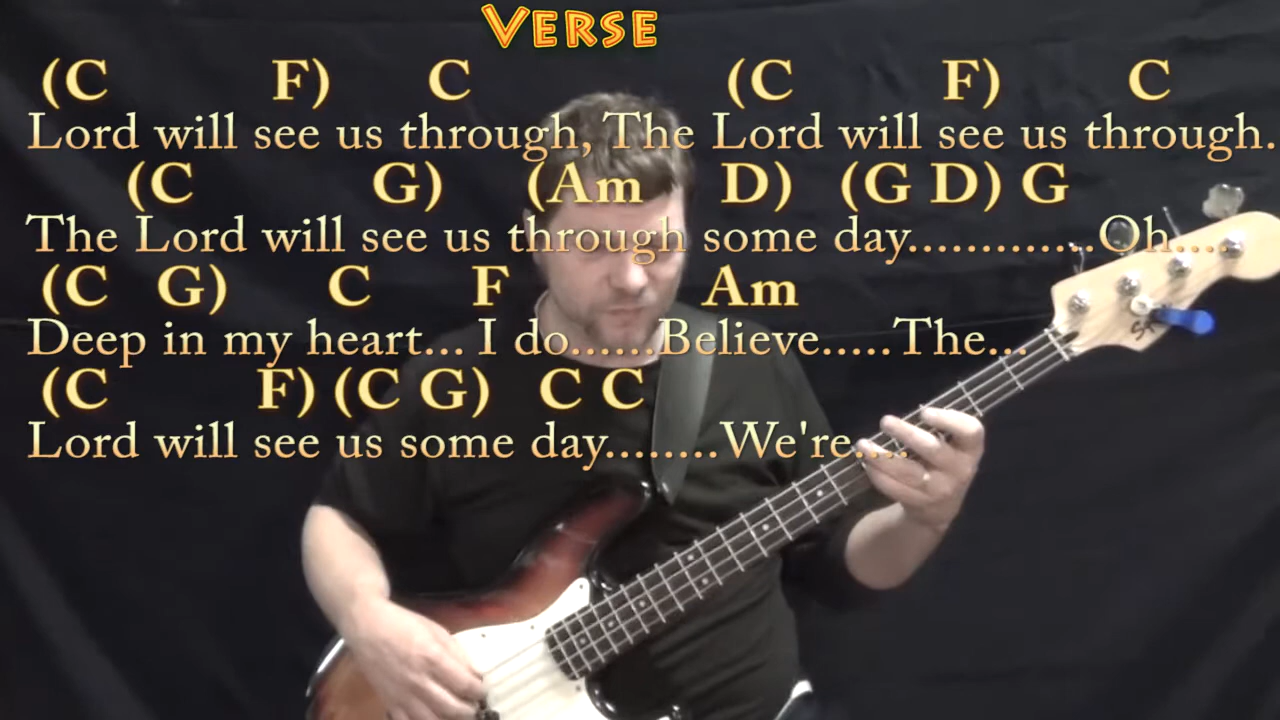 VERSE
(C F) C (C F) C
Lord will see us through, The Lord will see us through.
(C G) (Am D) (G D) G
The Lord will see us through some day.............Oh....
(C G) C F Am
Deep in my heart... I do......Believe.....The...
(C F) (C G) C C
Lord will see us some day........We're....